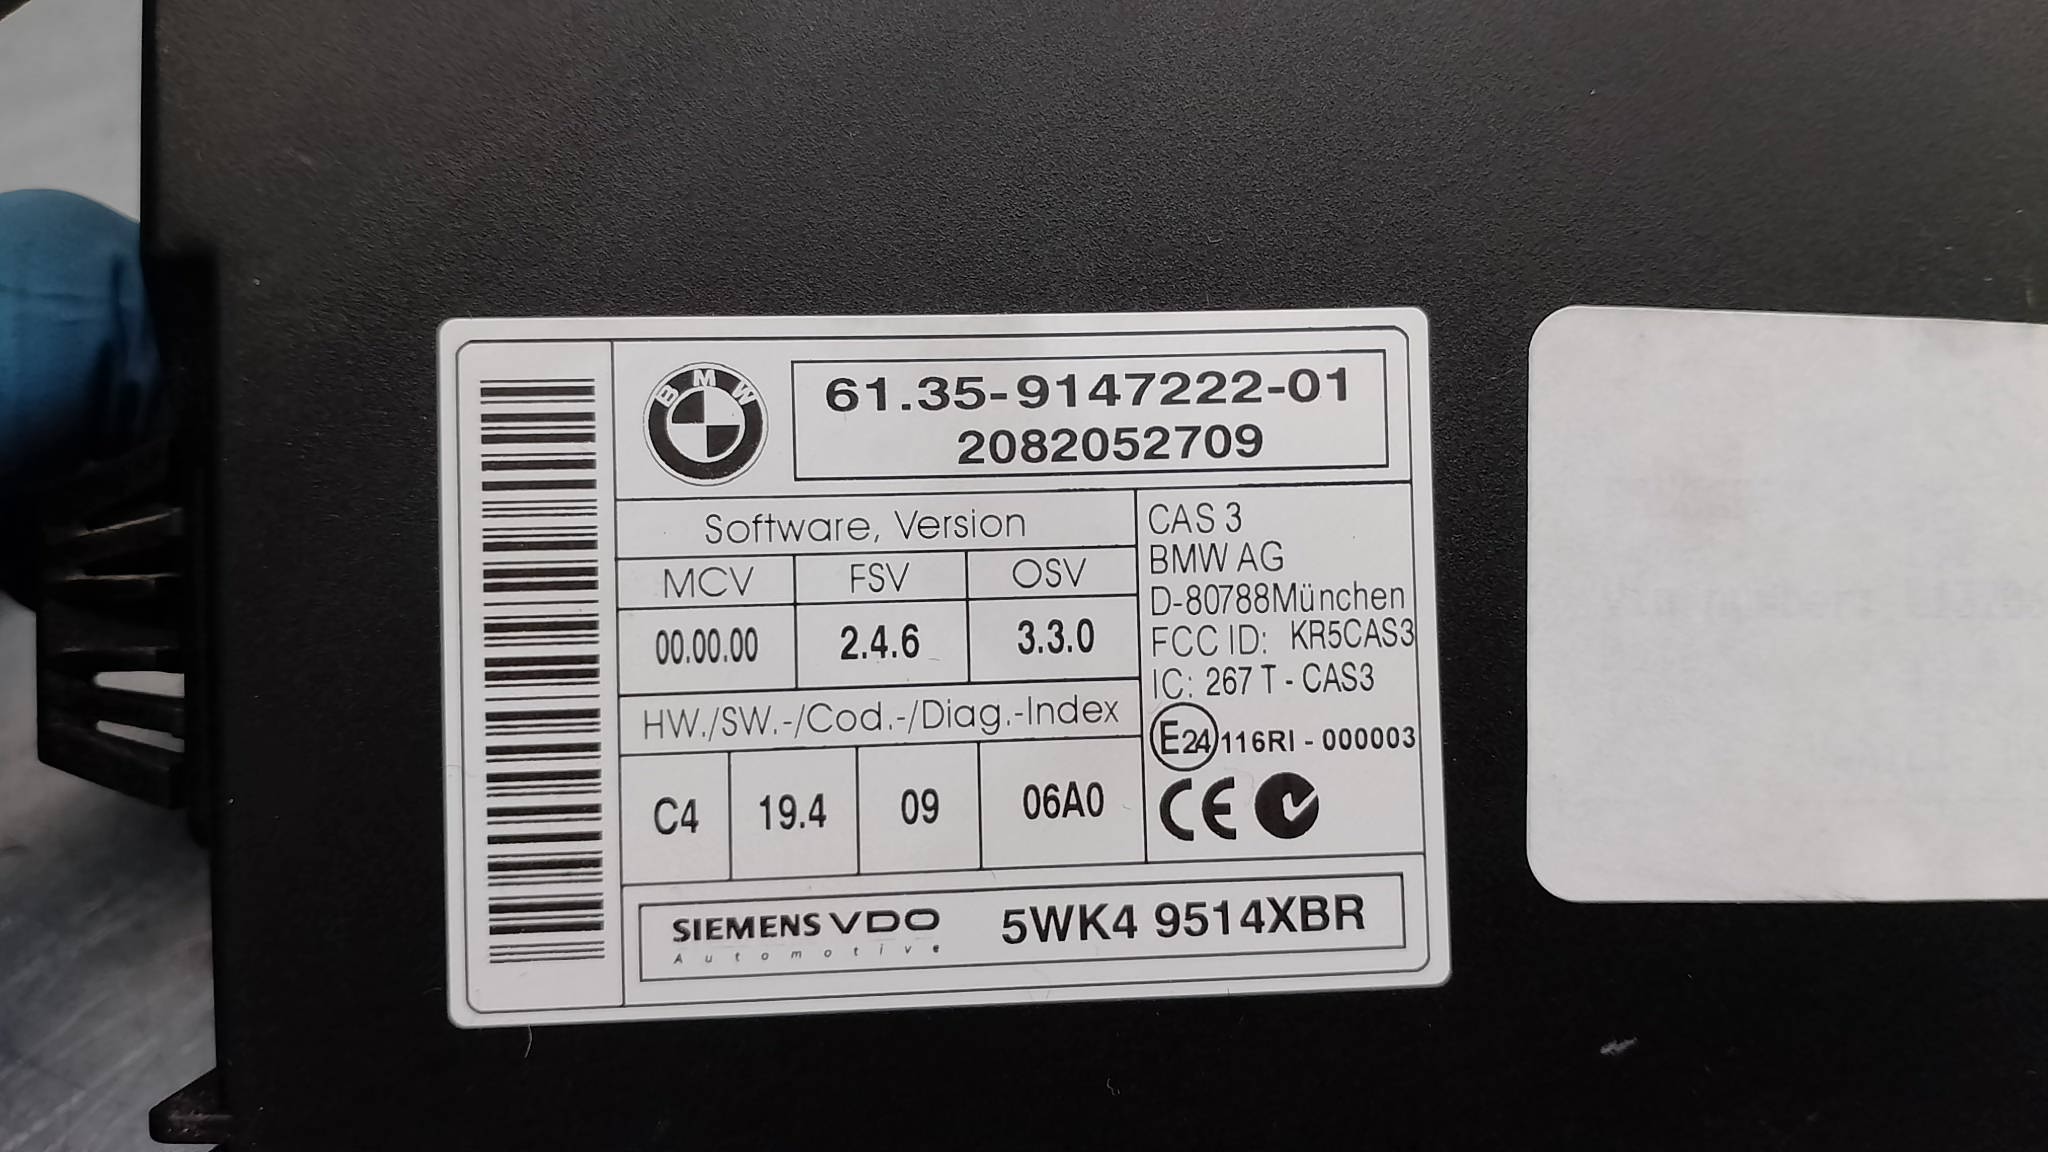 BMW
61.35-9147222-01
2082052709
Software, Version
MCV FSV OSV
00.00.00 2.4.6 3.3.0
HW./SW.-/Cod.-/Diag.-Index
C4 19.4 09 06A0
CAS 3
BMW AG
D-80788München
FCC ID: KR5CAS3
IC: 267 T - CAS3
E24 116RI - 000003
CE
SIEMENS VDO
Automotive
5WK4 9514XBR